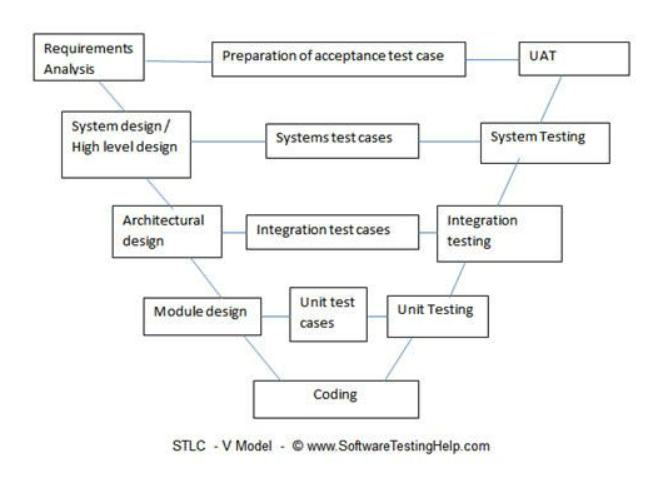 Requirements
Analysis
Preparation of acceptance test case
UAT
System design /
High level design
Systems test cases
System Testing
Architectural
design
Integration test cases
Integration
testing
Module design
Unit test
cases
Unit Testing
Coding
STLC - V Model - © www.SoftwareTestingHelp.com